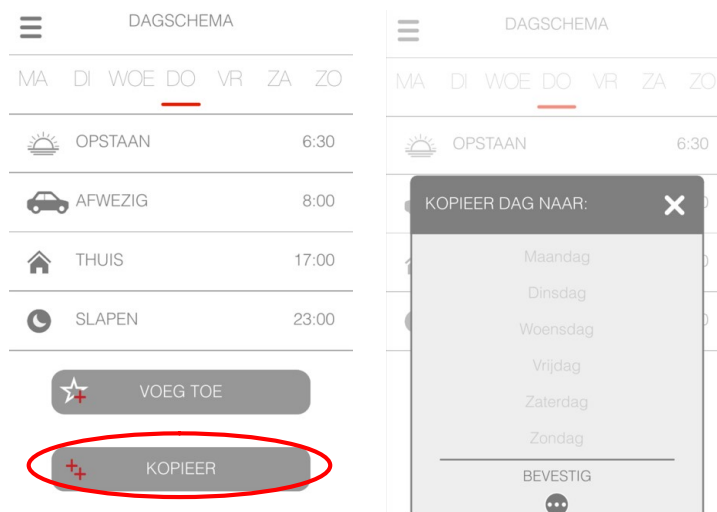 DAGSCHEMA
MA DI WOE DO VR ZA ZO
OPSTAAN 6:30
AFWEZIG 8:00
THUIS 17:00
SLAPEN 23:00
VOEG TOE
KOPIEER
DAGSCHEMA
MA DI WOE DO VR ZA ZO
OPSTAAN 6:30
KOPIEER DAG NAAR:
Maandag
Dinsdag
Woensdag
Vrijdag
Zaterdag
Zondag
BEVESTIG